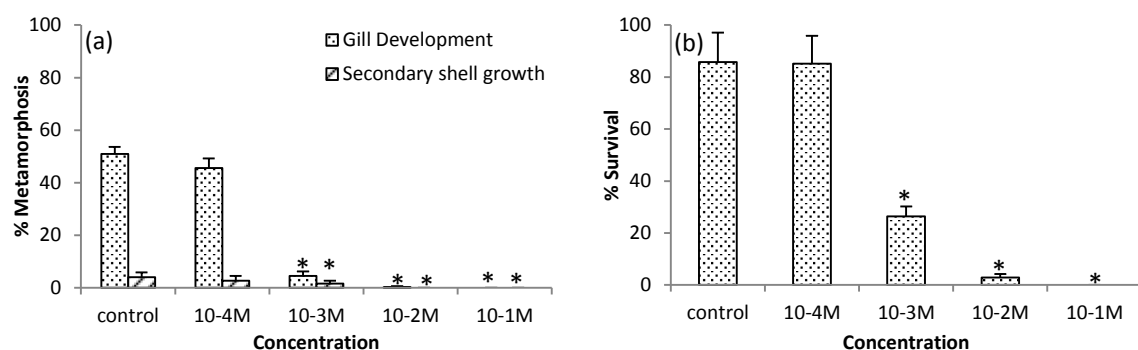 (a)
Gill Development
Secondary shell growth
% Metamorphosis
100
80
60
40
20
0
* * * * * *
control 10-4M 10-3M 10-2M 10-1M
Concentration
(b)
% Survival
100
80
60
40
20
0
* * *
control 10-4M 10-3M 10-2M 10-1M
Concentration